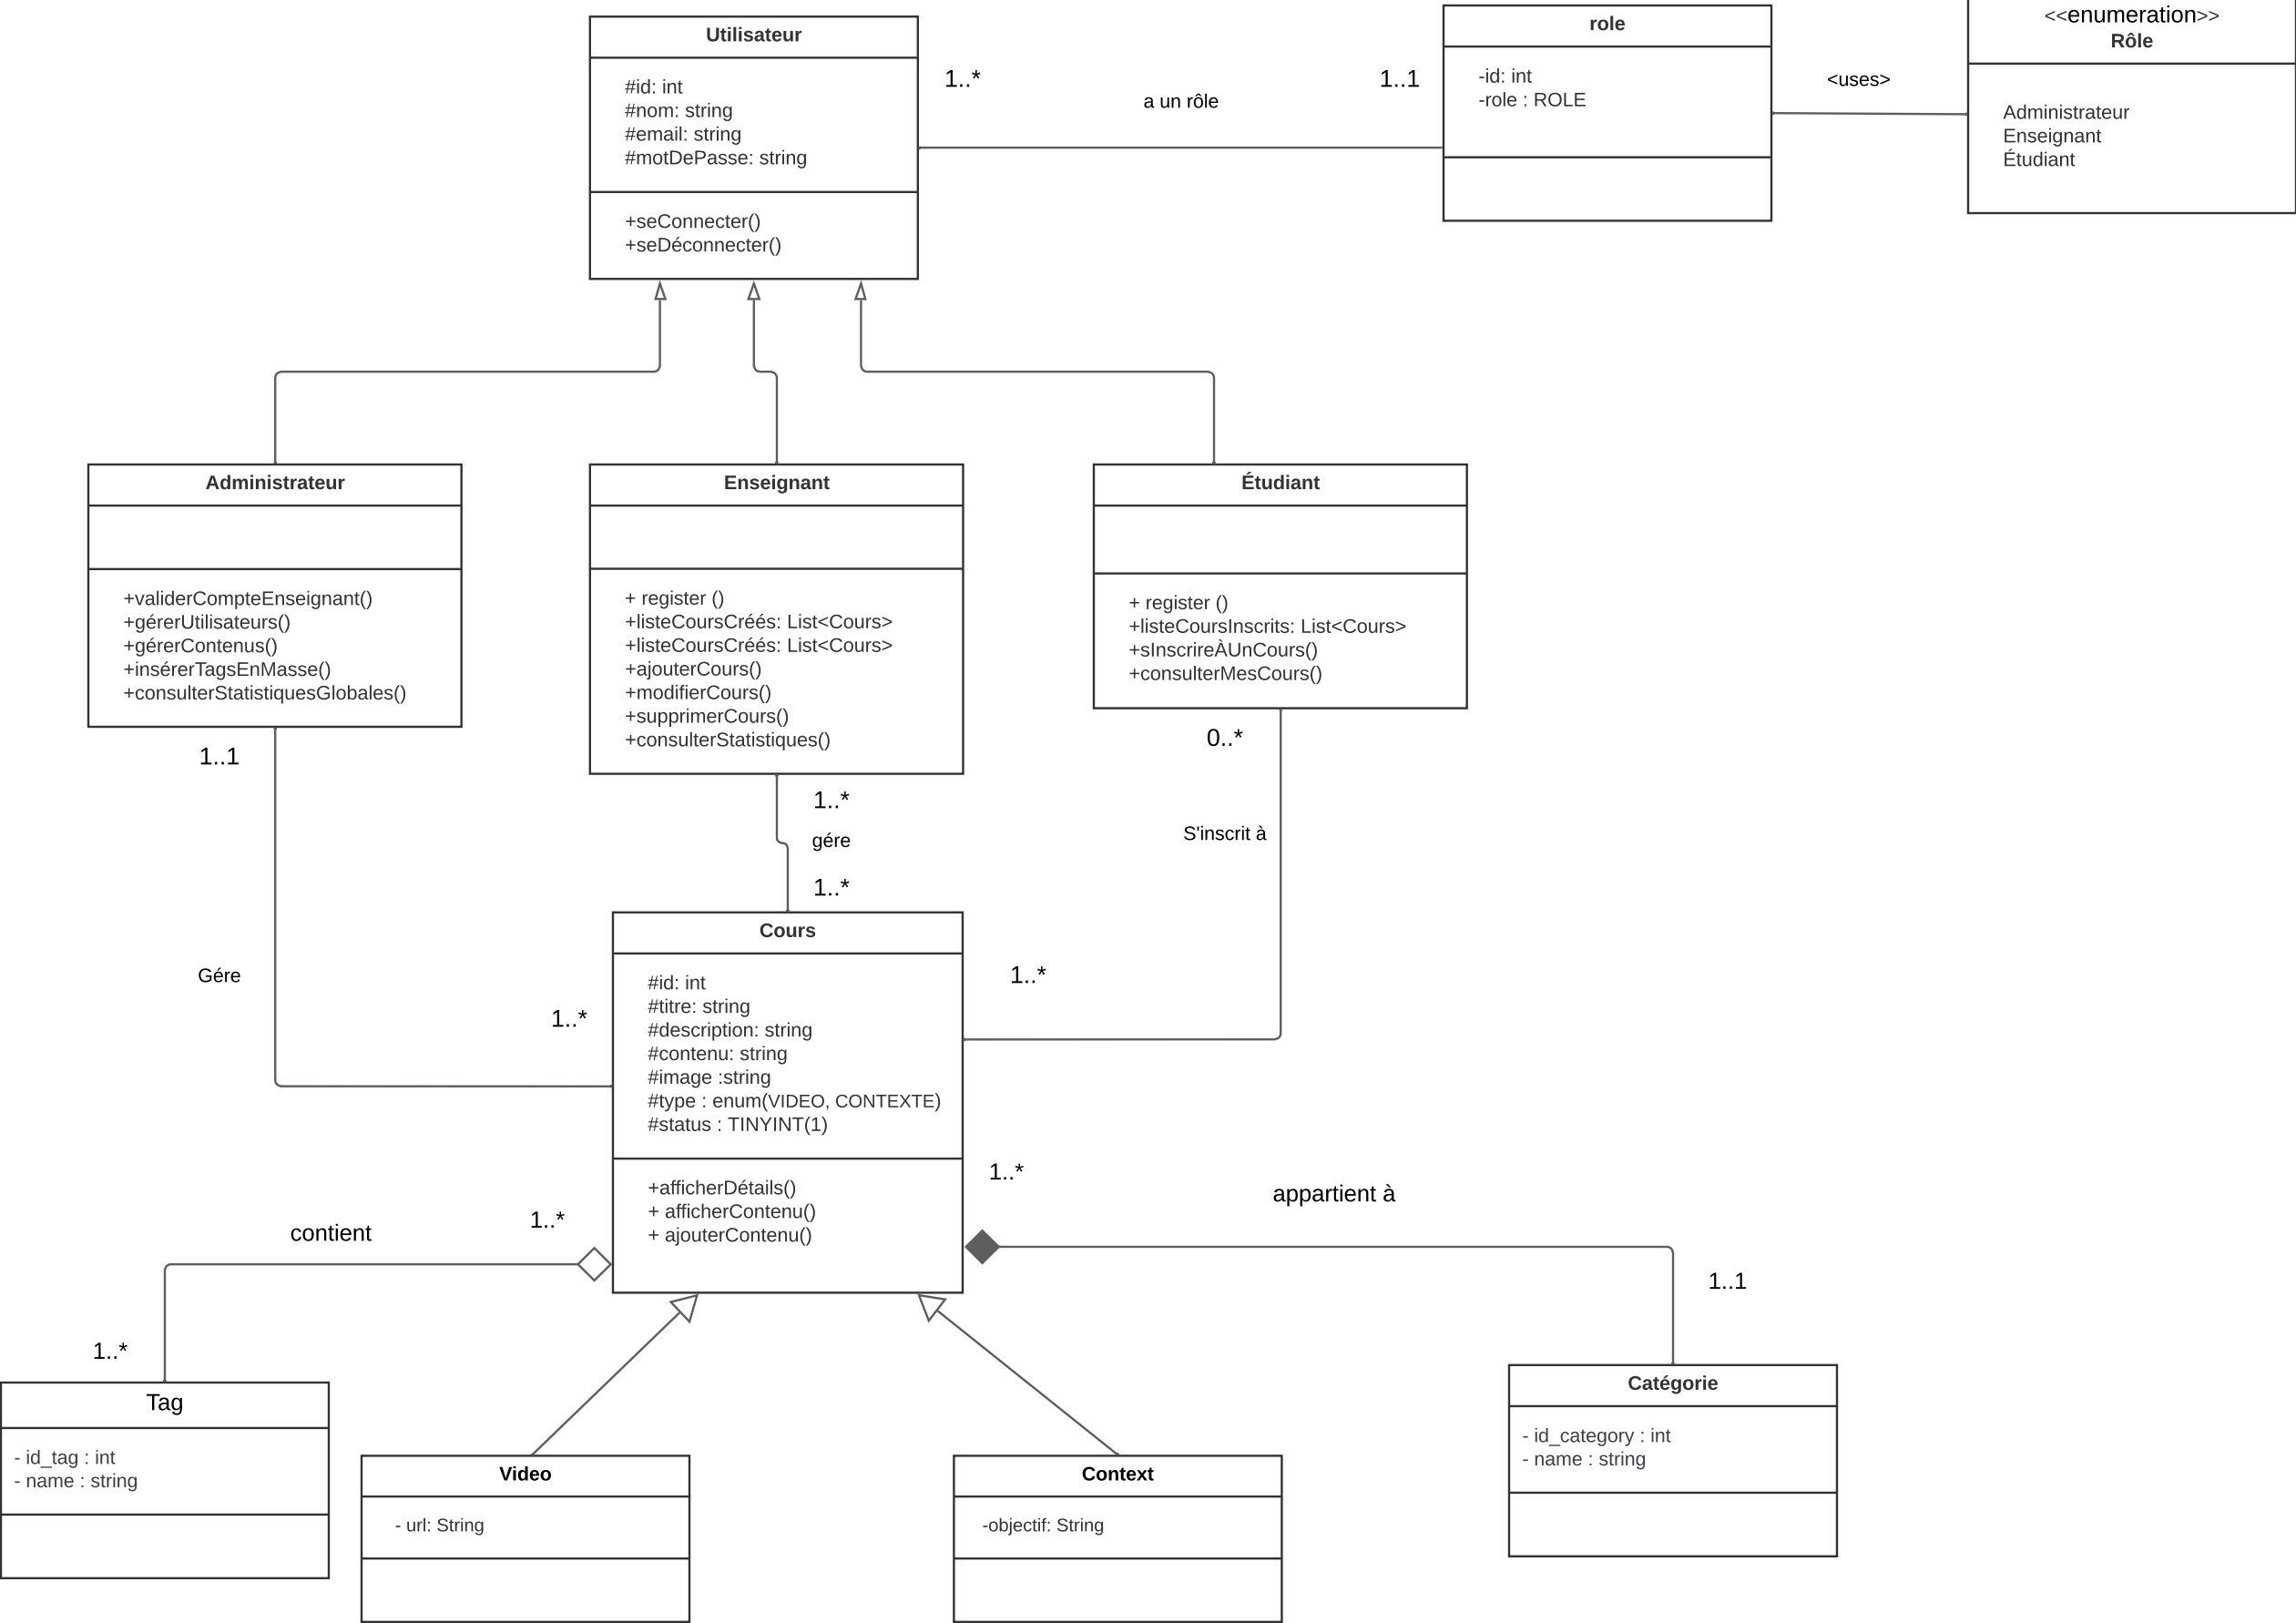 Utilisateur
#id: int
#nom: string
#email: string
#motDePasse: string
+seConnecter()
+seDéconnecter()
1..*
a un rôle
1..1
role
-id: int
-role : ROLE
<uses>
<<enumeration>>
Rôle
Administrateur
Enseignant
Étudiant
Administrateur
+validerCompteEnseignant()
+gérerUtilisateurs()
+gérerContenus()
+insérerTagsEnMasse()
+consulterStatistiquesGlobales()
Enseignant
+ register ()
+listeCoursCréés: List<Cours>
+listeCoursCréés: List<Cours>
+ajouterCours()
+modifierCours()
+supprimerCours()
+consulterStatistiques()
Étudiant
+ register ()
+listeCoursInscrits: List<Cours>
+sInscrireÀUnCours()
+consulterMesCours()
1..1
Gére
1..*
1..*
gére
1..*
0..*
S'inscrit à
1..*
Cours
#id: int
#titre: string
#description: string
#contenu: string
#image :string
#type : enum(VIDEO, CONTEXTE)
#status : TINYINT(1)
+afficherDétails()
+ afficherContenu()
+ ajouterContenu()
1..*
appartient à
1..1
1..*
contient
1..*
Tag
- id_tag : int
- name : string
Video
- url: String
Context
-objectif: String
Catégorie
- id_category : int
- name : string